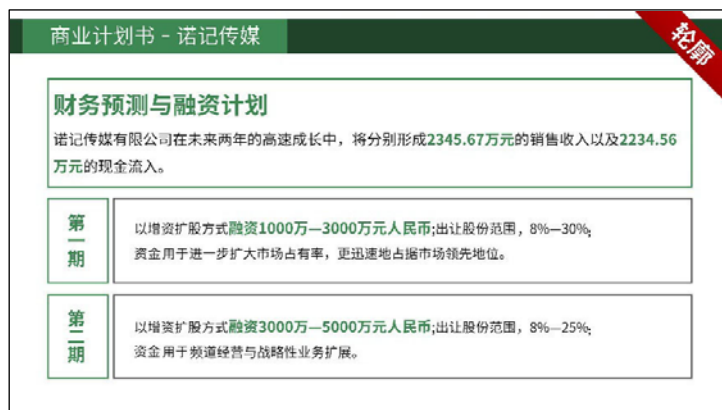 商业计划书 - 诺记传媒
轮廓
财务预测与融资计划
诺记传媒有限公司在未来两年的高速成长中，将分别形成2345.67万元的销售收入以及2234.56
万元的现金流入。
第一期
以增资扩股方式融资1000万—3000万元人民币;出让股份范围，8%—30%;
资金用于进一步扩大市场占有率，更迅速地占据市场领先地位。
第二期
以增资扩股方式融资3000万—5000万元人民币;出让股份范围，8%—25%;
资金用于频道经营与战略性业务扩展。